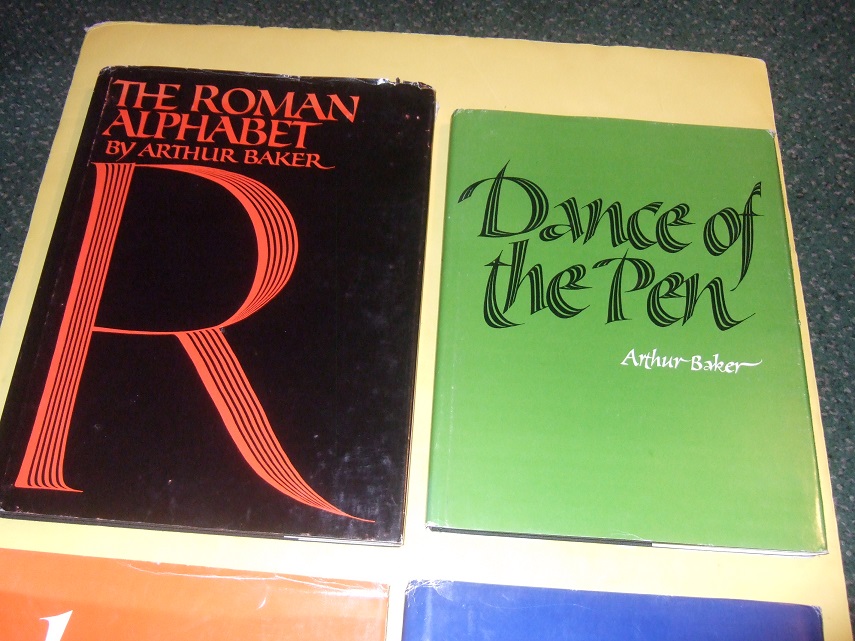 THE ROMAN
ALPHABET
BY ARTHUR BAKER
R
Dance of
the Pen
Arthur Baker